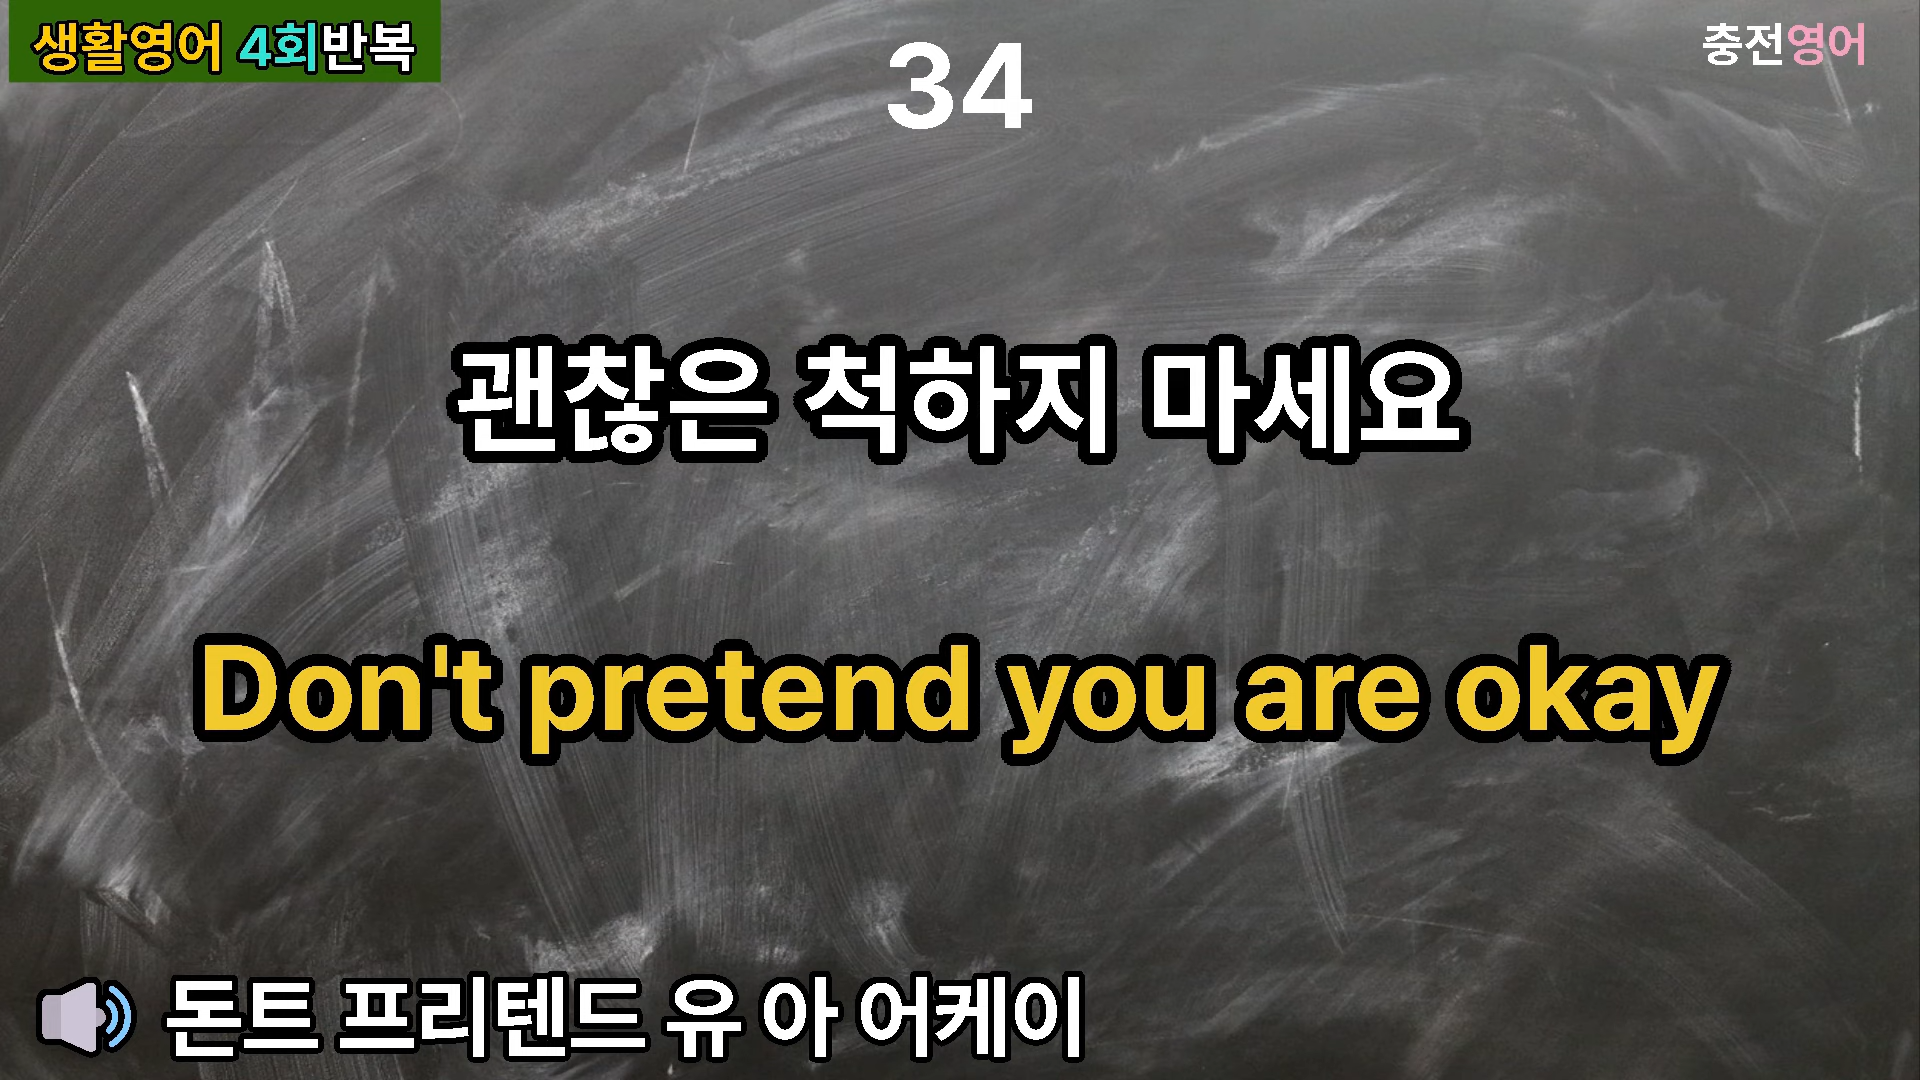 생활영어 4회반복
충전영어
34
괜찮은 척하지 마세요
Don't pretend you are okay
돈트 프리텐드 유 아 어케이